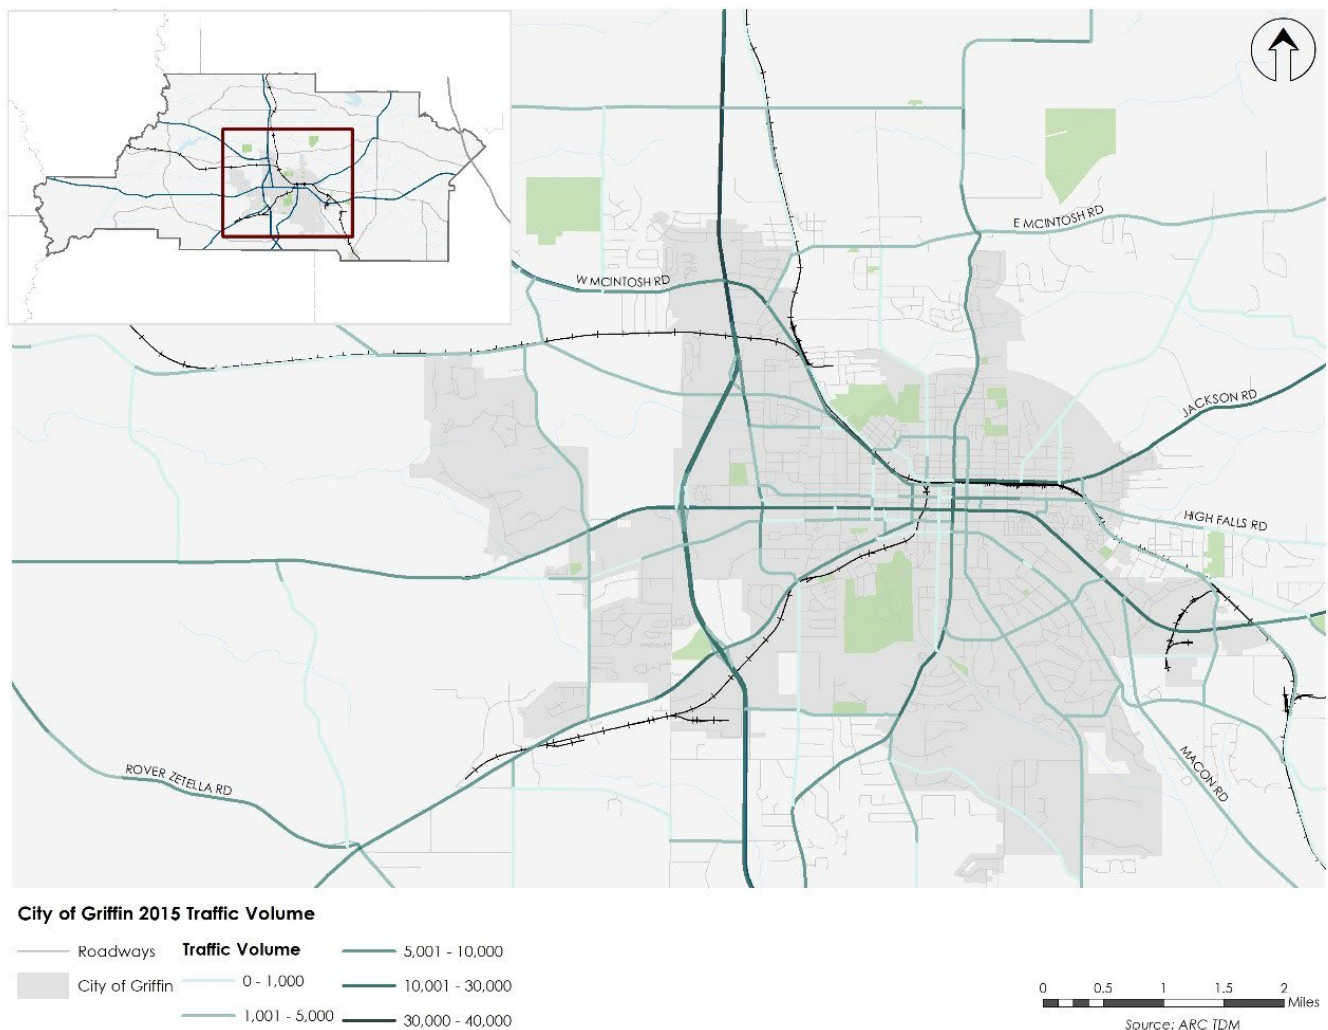 E MCINTOSH RD
W MCINTOSH RD
JACKSON RD
HIGH FALLS RD
MACON RD
ROVER ZETELLA RD
City of Griffin 2015 Traffic Volume
Roadways
City of Griffin
Traffic Volume
0 - 1,000
1,001 - 5,000
5,001 - 10,000
10,001 - 30,000
30,000 - 40,000
0 0.5 1 1.5 2
Miles
Source: ARC TDM